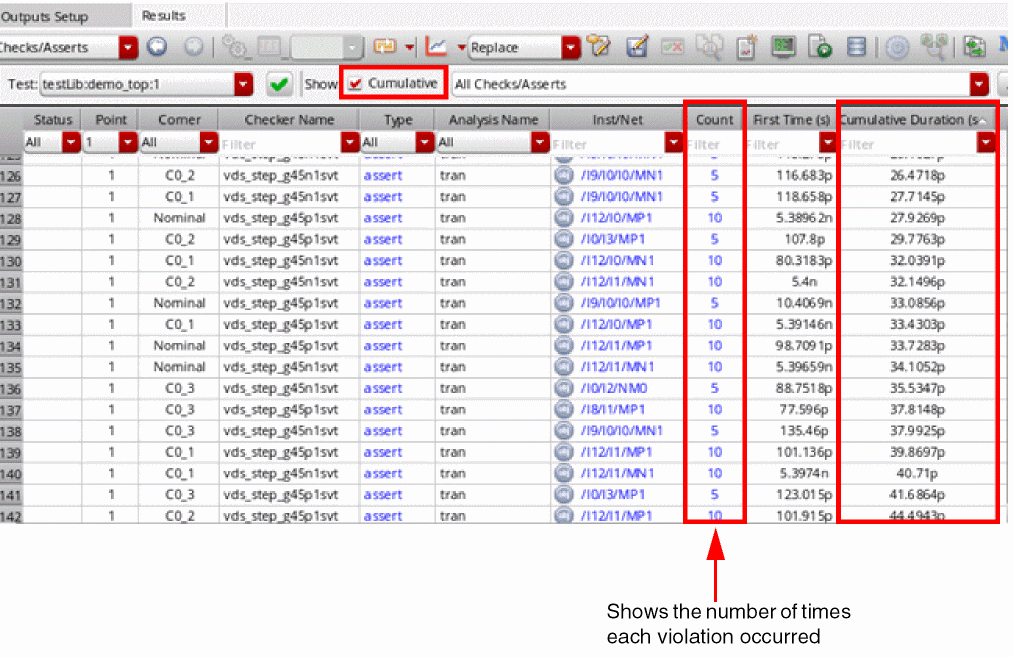 Outputs Setup Results
Checks/Asserts Replace
Test: testLib:demo_top:1 Show Cumulative All Checks/Asserts
Status Point Corner Checker Name Type Analysis Name Inst/Net Count First Time (s) Cumulative Duration (s
All 1 All Filter All All Filter Filter Filter Filter
126 1 C0_2 vds_step_g45n1svt assert tran /I9/I0/I0/MN1 5 116.683p 26.4718p
127 1 C0_1 vds_step_g45n1svt assert tran /I9/I0/I0/MN1 5 118.658p 27.7145p
128 1 Nominal vds_step_g45p1svt assert tran /I12/I0/MP1 10 5.38962n 27.9269p
129 1 C0_2 vds_step_g45p1svt assert tran /I0/I3/MP1 5 107.8p 29.7763p
130 1 C0_1 vds_step_g45n1svt assert tran /I12/I0/MN1 10 80.3183p 32.0391p
131 1 C0_2 vds_step_g45n1svt assert tran /I12/I1/MN1 10 5.4n 32.1496p
132 1 Nominal vds_step_g45p1svt assert tran /I9/I0/I0/MP1 5 10.4069n 33.0856p
133 1 C0_1 vds_step_g45p1svt assert tran /I12/I0/MP1 10 5.39146n 33.4303p
134 1 Nominal vds_step_g45p1svt assert tran /I12/I1/MP1 10 98.7091p 33.7283p
135 1 Nominal vds_step_g45n1svt assert tran /I12/I1/MN1 10 5.39659n 34.1052p
136 1 C0_3 vds_step_g45n1svt assert tran /I0/I2/NM0 5 88.7518p 35.5347p
137 1 C0_3 vds_step_g45p1svt assert tran /I8/I1/MP1 10 77.596p 37.8148p
138 1 C0_3 vds_step_g45n1svt assert tran /I9/I0/I0/MN1 5 135.46p 37.9925p
139 1 C0_1 vds_step_g45p1svt assert tran /I12/I1/MP1 10 101.136p 39.8697p
140 1 C0_1 vds_step_g45n1svt assert tran /I12/I1/MN1 10 5.3974n 40.71p
141 1 C0_3 vds_step_g45p1svt assert tran /I0/I3/MP1 5 123.015p 41.6864p
142 1 C0_2 vds_step_g45p1svt assert tran /I12/I1/MP1 10 101.915p 44.4943p
Shows the number of times
each violation occurred